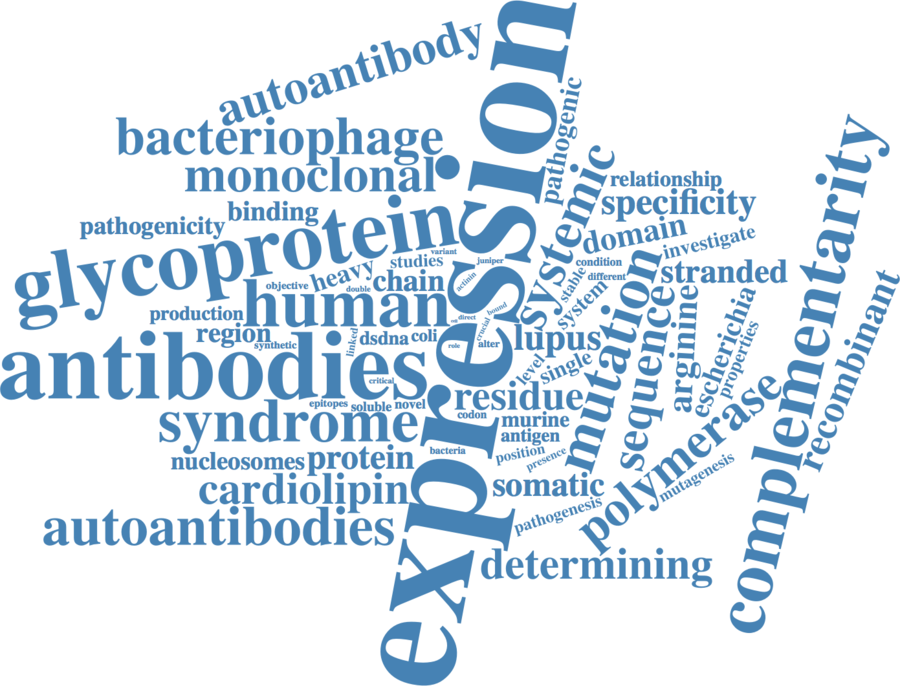 expression
autoantibody
bacteriophage
monoclonal
pathogenic
relationship
specificity
systemic
complementarity
pathogenicity
binding
glycoprotein
domain
investigate
variant
studies
juniper
condition
stranded
heavy
chain
actinin
stable
different
objective
double
human
system
mutation
sequence
arginine
escherichia
recombinant
production
region
linked
dsdna
coli
direct
bound
crucial
role
alter
lupus
properties
synthetic
antibodies
critical
level
single
epitopes
soluble
novel
residue
codon
polymerase
syndrome
murine
antigen
nucleosomes
protein
bacteria
position
presence
mutagenesis
cardiolipin
somatic
pathogenesis
autoantibodies
determining